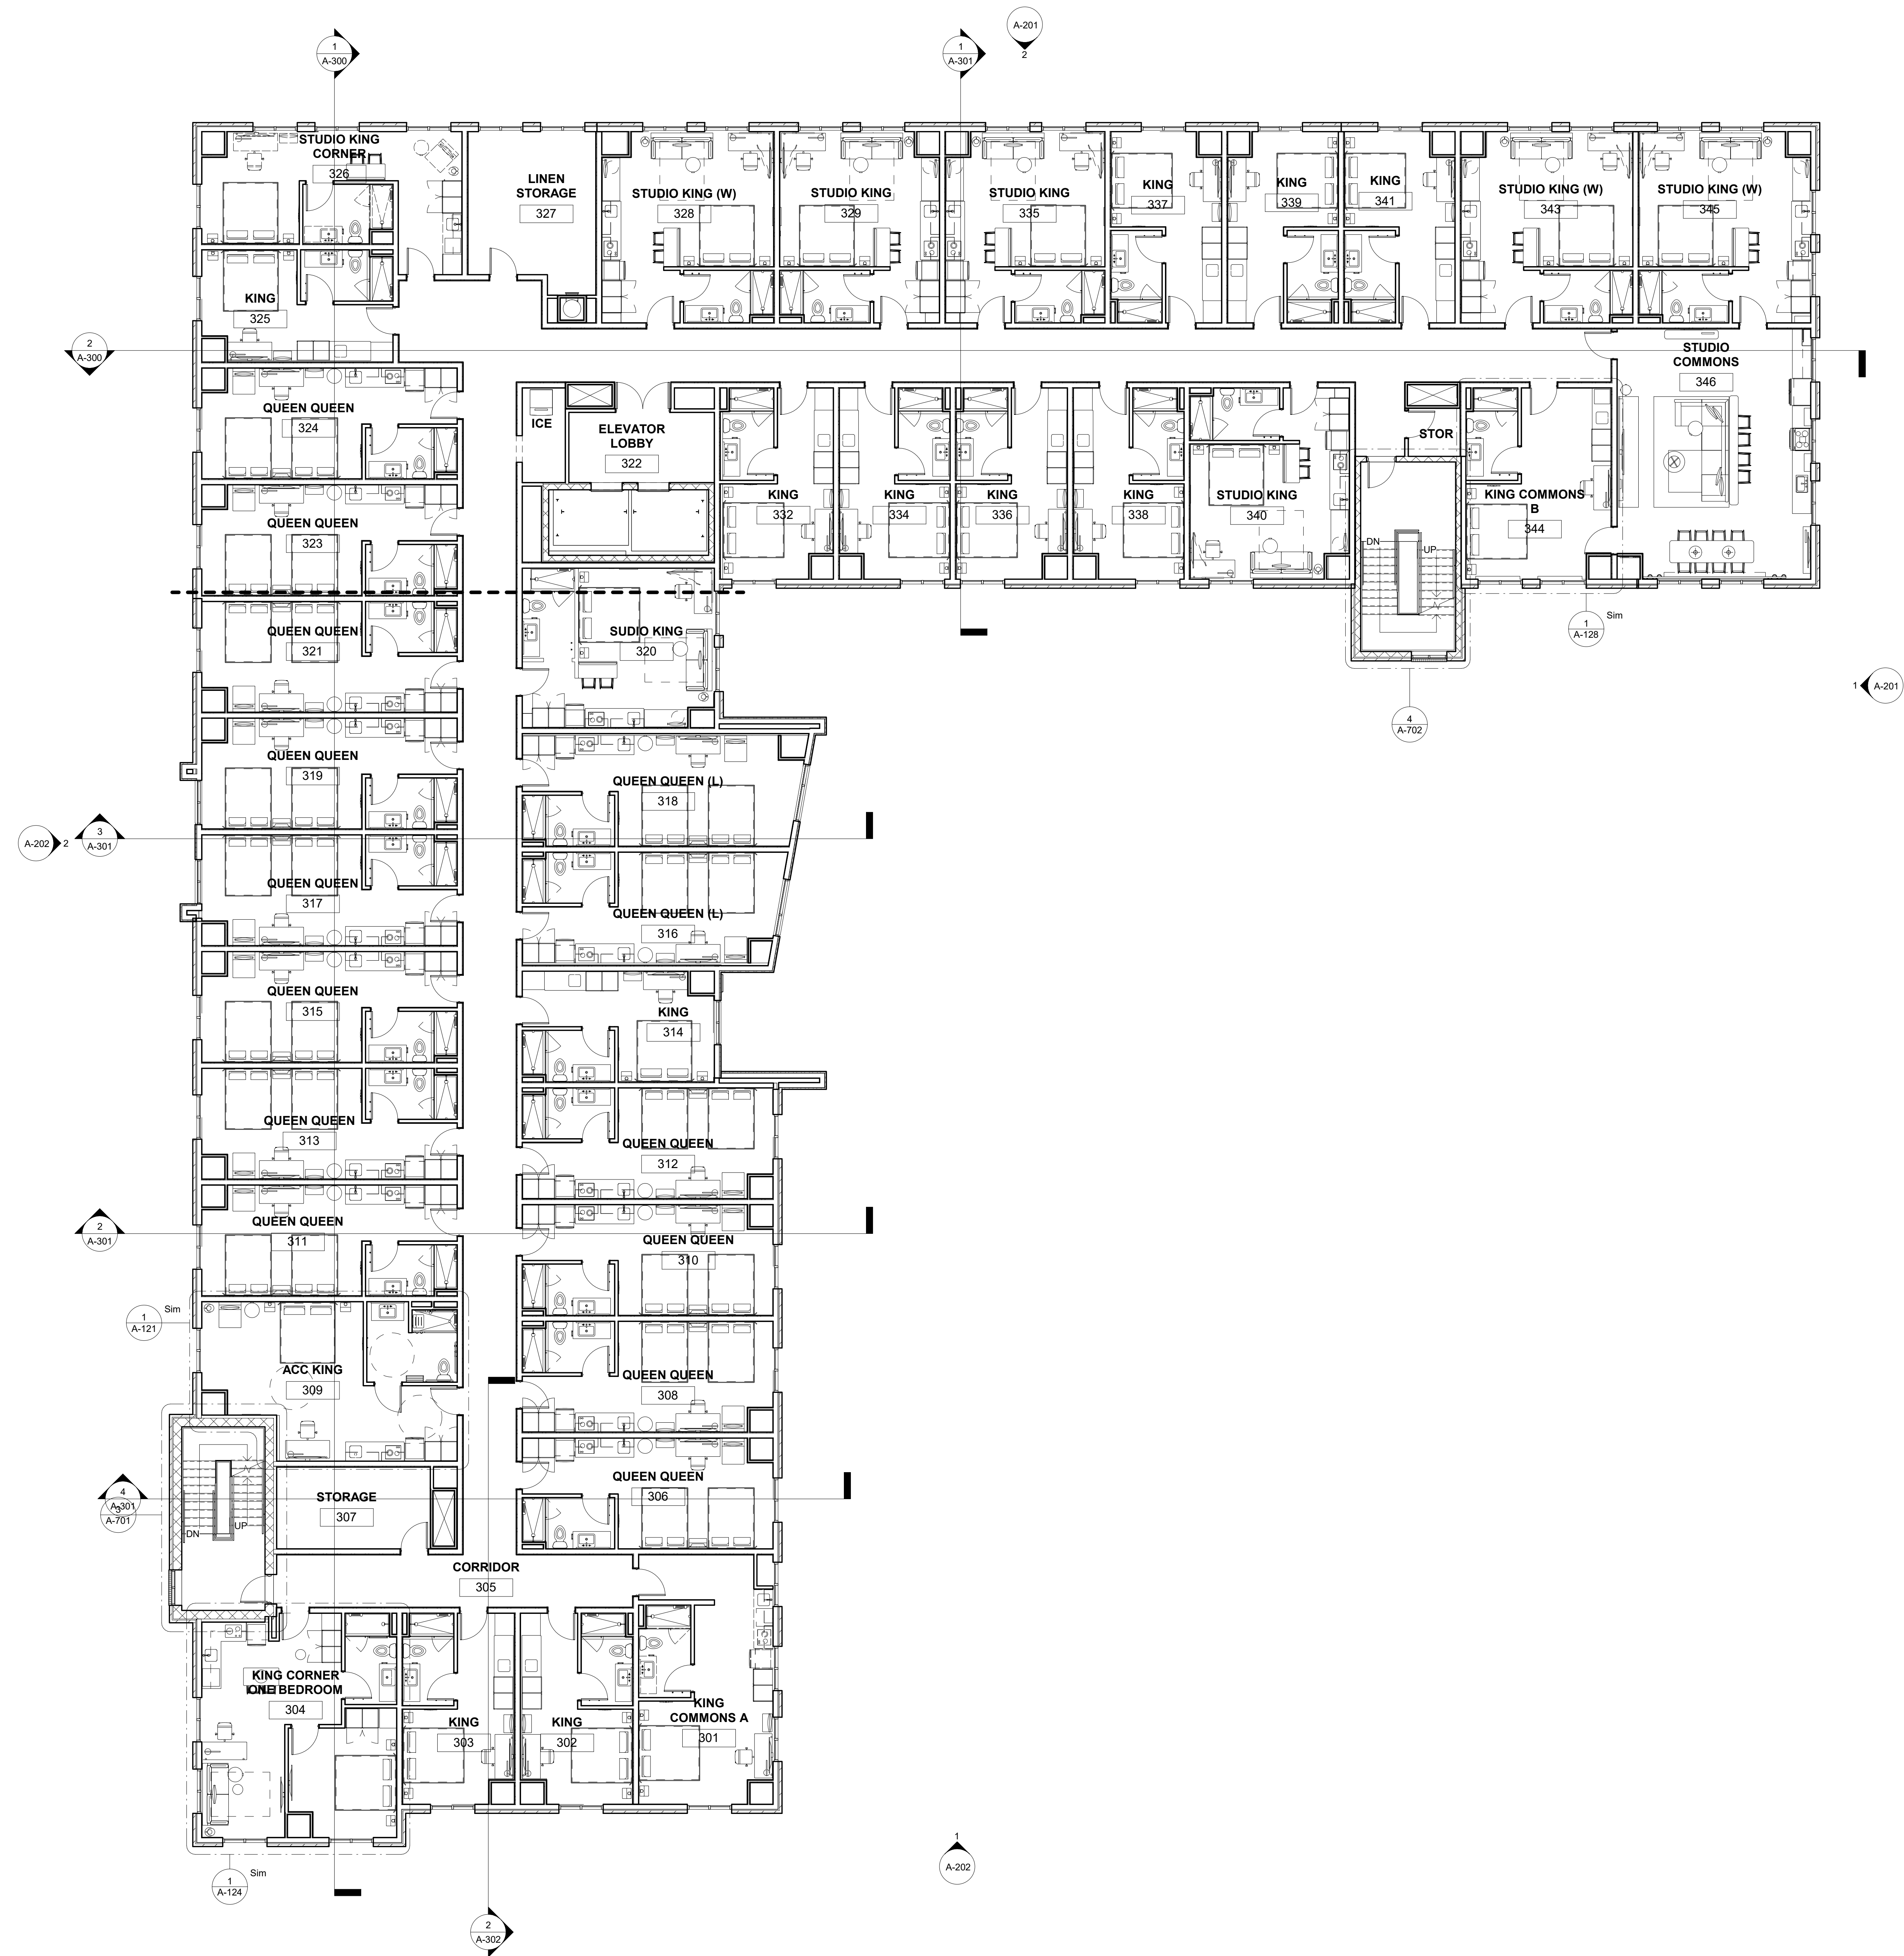 A-201
2
1
A-300
1
A-301
STUDIO KING
CORNER
326
LINEN
STORAGE
327
STUDIO KING (W)
328
STUDIO KING
329
STUDIO KING
335
KING
337
KING
339
KING
341
STUDIO KING (W)
343
STUDIO KING (W)
345
KING
325
2
A-300
STUDIO
COMMONS
346
QUEEN QUEEN
324
ICE
ELEVATOR
LOBBY
322
STOR
KING
332
KING
334
KING
336
KING
338
STUDIO KING
340
KING COMMONS
B
344
DN
UP
QUEEN QUEEN
323
QUEEN QUEEN
321
SUDIO KING
320
1
A-128
Sim
1
A-201
4
A-702
QUEEN QUEEN
319
QUEEN QUEEN (L)
318
A-202
2
3
A-301
QUEEN QUEEN
317
QUEEN QUEEN (L)
316
QUEEN QUEEN
315
KING
314
QUEEN QUEEN
313
QUEEN QUEEN
312
QUEEN QUEEN
311
QUEEN QUEEN
310
2
A-301
1
A-121
Sim
ACC KING
309
QUEEN QUEEN
308
QUEEN QUEEN
306
4
A-301
3
A-701
DN
UP
STORAGE
307
CORRIDOR
305
KING CORNER
ONE BEDROOM
304
KING
303
KING
302
KING
COMMONS A
301
1
A-124
Sim
1
A-202
2
A-302